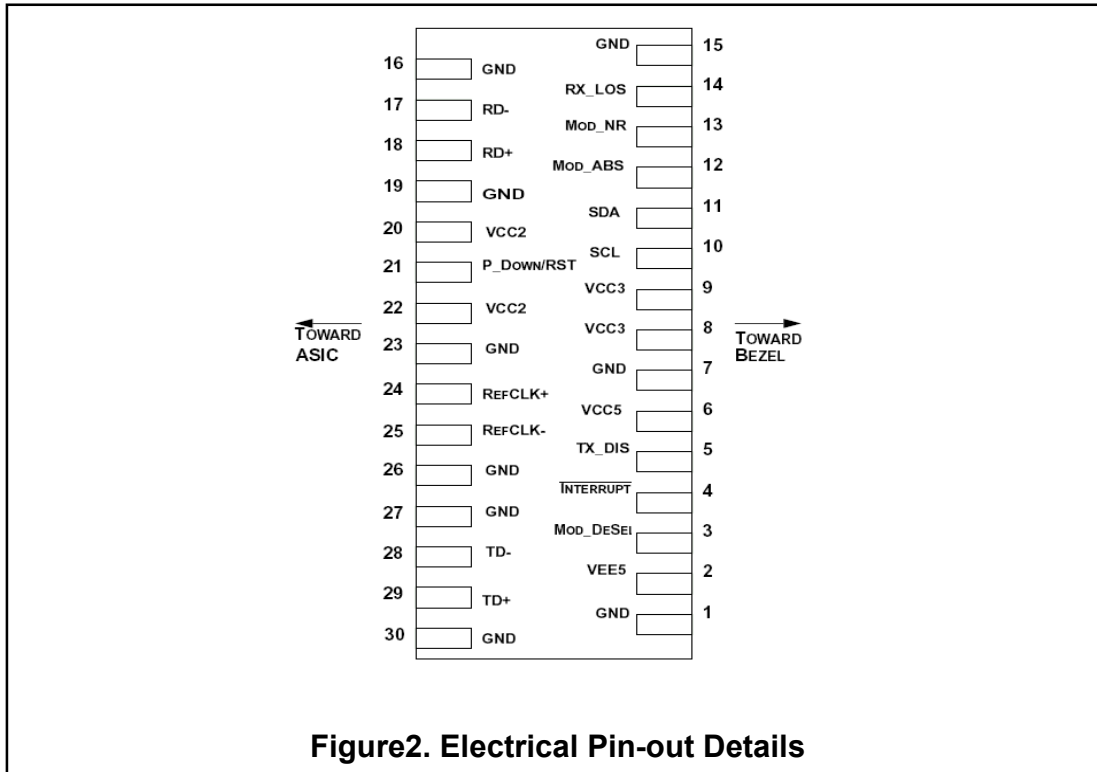 GND 15
16 GND
RX_LOS 14
17 RD-
MOD_NR 13
18 RD+
MOD_ABS 12
19 GND
SDA 11
20 VCC2
SCL 10
21 P_DOWN/RST
VCC3 9
22 VCC2
VCC3 8
TOWARD ASIC
TOWARD BEZEL
23 GND
GND 7
24 REFCLK+
VCC5 6
25 REFCLK-
TX_DIS 5
26 GND
INTERRUPT 4
27 GND
MOD_DESEl 3
28 TD-
VEE5 2
29 TD+
GND 1
30 GND
Figure2. Electrical Pin-out Details